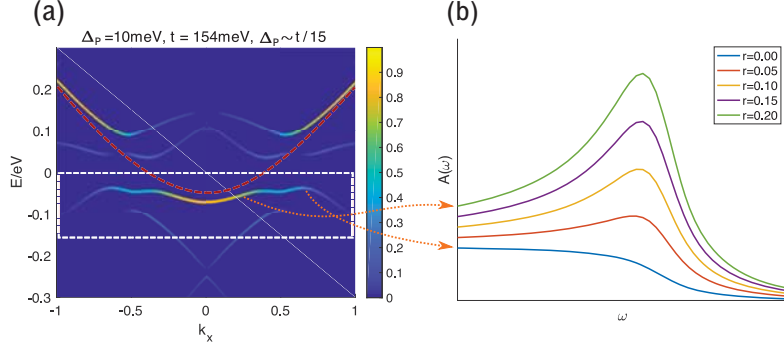 (a)
(b)
Δ_P =10meV, t = 154meV, Δ_P∼t/15
E/eV
0.2
0.1
0
-0.1
-0.2
-0.3
-1
-0.5
0
0.5
1
k_x
0.9
0.8
0.7
0.6
0.5
0.4
0.3
0.2
0.1
0
A(ω)
ω
r=0.00
r=0.05
r=0.10
r=0.15
r=0.20